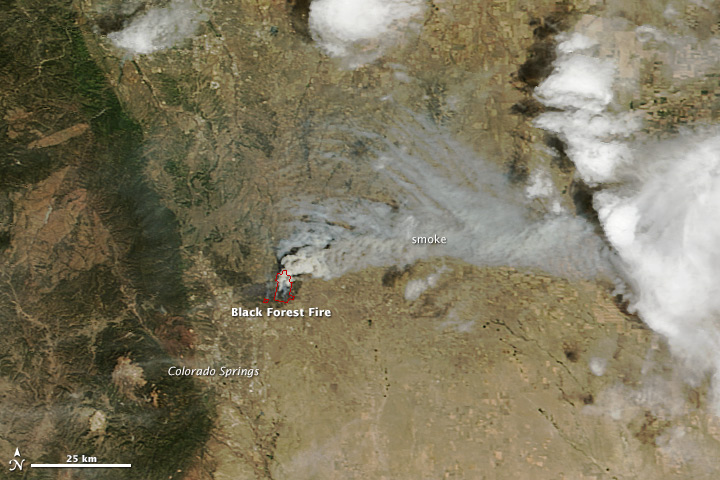 smoke
Black Forest Fire
Colorado Springs
N
25 km